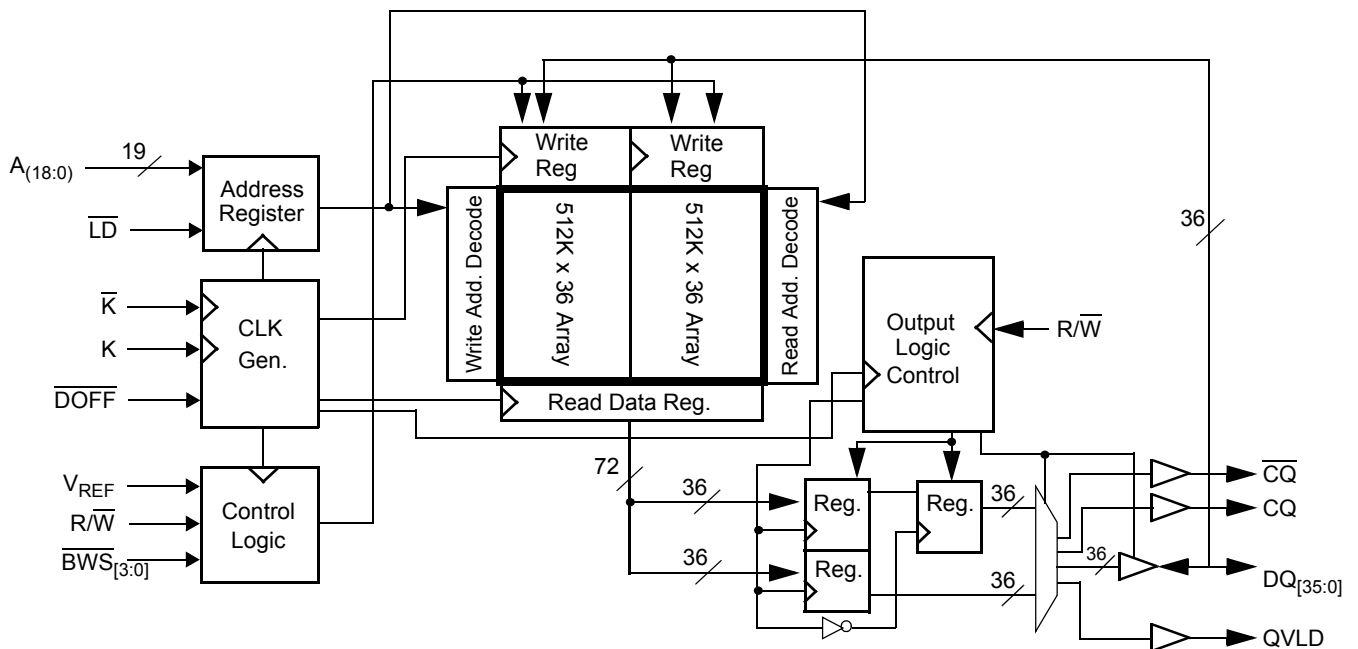 Write
Reg
Write
Reg
19
A(18:0)
Address
Register
LD
Write Add. Decode
512K x 36 Array
512K x 36 Array
Read Add. Decode
36
K
K
CLK
Gen.
DOFF
Output
Logic
Control
R/W
Read Data Reg.
VREF
R/W
BWS[3:0]
Control
Logic
72
36
Reg.
Reg.
36
CQ
CQ
36
Reg.
36
36
DQ[35:0]
QVLD